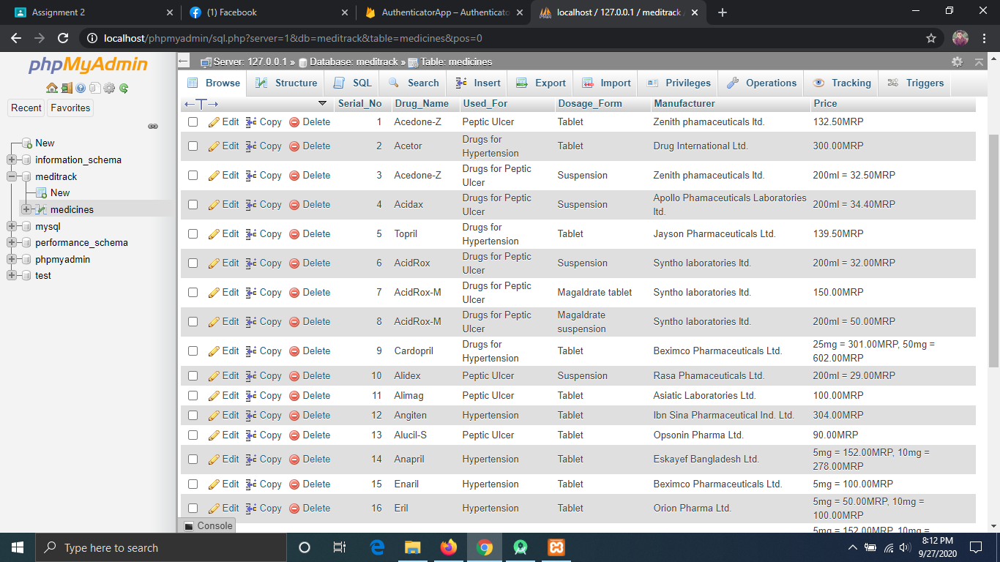 Assignment 2
(1) Facebook
AuthenticatorApp – Authenticato
localhost / 127.0.0.1 / meditrack /
localhost/phpmyadmin/sql.php?server=1&db=meditrack&table=medicines&pos=0
phpMyAdmin
Recent Favorites
New
information_schema
meditrack
New
medicines
mysql
performance_schema
phpmyadmin
test
Server: 127.0.0.1 » Database: meditrack » Table: medicines
Browse Structure SQL Search Insert Export Import Privileges Operations Tracking Triggers
Serial_No Drug_Name Used_For Dosage_Form Manufacturer Price
Edit Copy Delete 1 Acedone-Z Peptic Ulcer Tablet Zenith phamaceuticals ltd. 132.50MRP
Edit Copy Delete 2 Acetor Drugs for Hypertension Tablet Drug International Ltd. 300.00MRP
Edit Copy Delete 3 Acedone-Z Drugs for Peptic Ulcer Suspension Zenith phamaceuticals ltd. 200ml = 32.50MRP
Edit Copy Delete 4 Acidax Drugs for Peptic Ulcer Suspension Apollo Phamaceuticals Laboratories ltd. 200ml = 34.40MRP
Edit Copy Delete 5 Topril Drugs for Hypertension Tablet Jayson Pharmaceuticals Ltd. 139.50MRP
Edit Copy Delete 6 AcidRox Drugs for Peptic Ulcer Suspension Syntho laboratories ltd. 200ml = 32.00MRP
Edit Copy Delete 7 AcidRox-M Drugs for Peptic Ulcer Magaldrate tablet Syntho laboratories ltd. 150.00MRP
Edit Copy Delete 8 AcidRox-M Drugs for Peptic Ulcer Magaldrate suspension Syntho laboratories ltd. 200ml = 50.00MRP
Edit Copy Delete 9 Cardopril Drugs for Hypertension Tablet Beximco Pharmaceuticals Ltd. 25mg = 301.00MRP, 50mg = 602.00MRP
Edit Copy Delete 10 Alidex Peptic Ulcer Suspension Rasa Phamaceuticals Ltd. 200ml = 29.00MRP
Edit Copy Delete 11 Alimag Peptic Ulcer Tablet Asiatic Laboratories Ltd. 100.00MRP
Edit Copy Delete 12 Angiten Hypertension Tablet Ibn Sina Pharmaceutical Ind. Ltd. 304.00MRP
Edit Copy Delete 13 Alucil-S Peptic Ulcer Tablet Opsonin Pharma Ltd. 90.00MRP
Edit Copy Delete 14 Anapril Hypertension Tablet Eskayef Bangladesh Ltd. 5mg = 152.00MRP, 10mg = 278.00MRP
Edit Copy Delete 15 Enaril Hypertension Tablet Beximco Pharmaceuticals Ltd. 5mg = 100.00MRP
Edit Copy Delete 16 Eril Hypertension Tablet Orion Pharma Ltd. 5mg = 50.00MRP, 10mg = 100.00MRP
5mg = 152.00MRP, 10mg =
Console
Type here to search
8:12 PM
9/27/2020